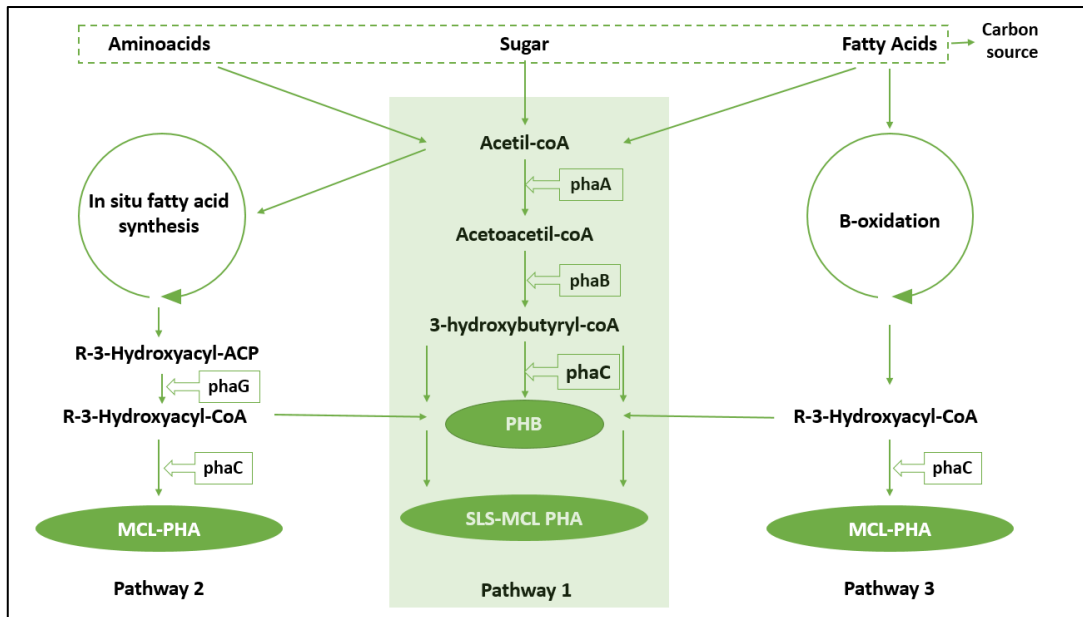 Aminoacids
Sugar
Fatty Acids
Carbon
source
Acetil-coA
phaA
In situ fatty acid
synthesis
Acetoacetil-coA
B-oxidation
phaB
3-hydroxybutyryl-coA
R-3-Hydroxyacyl-ACP
phaG
phaC
R-3-Hydroxyacyl-CoA
PHB
R-3-Hydroxyacyl-CoA
phaC
phaC
MCL-PHA
SLS-MCL PHA
MCL-PHA
Pathway 2
Pathway 1
Pathway 3